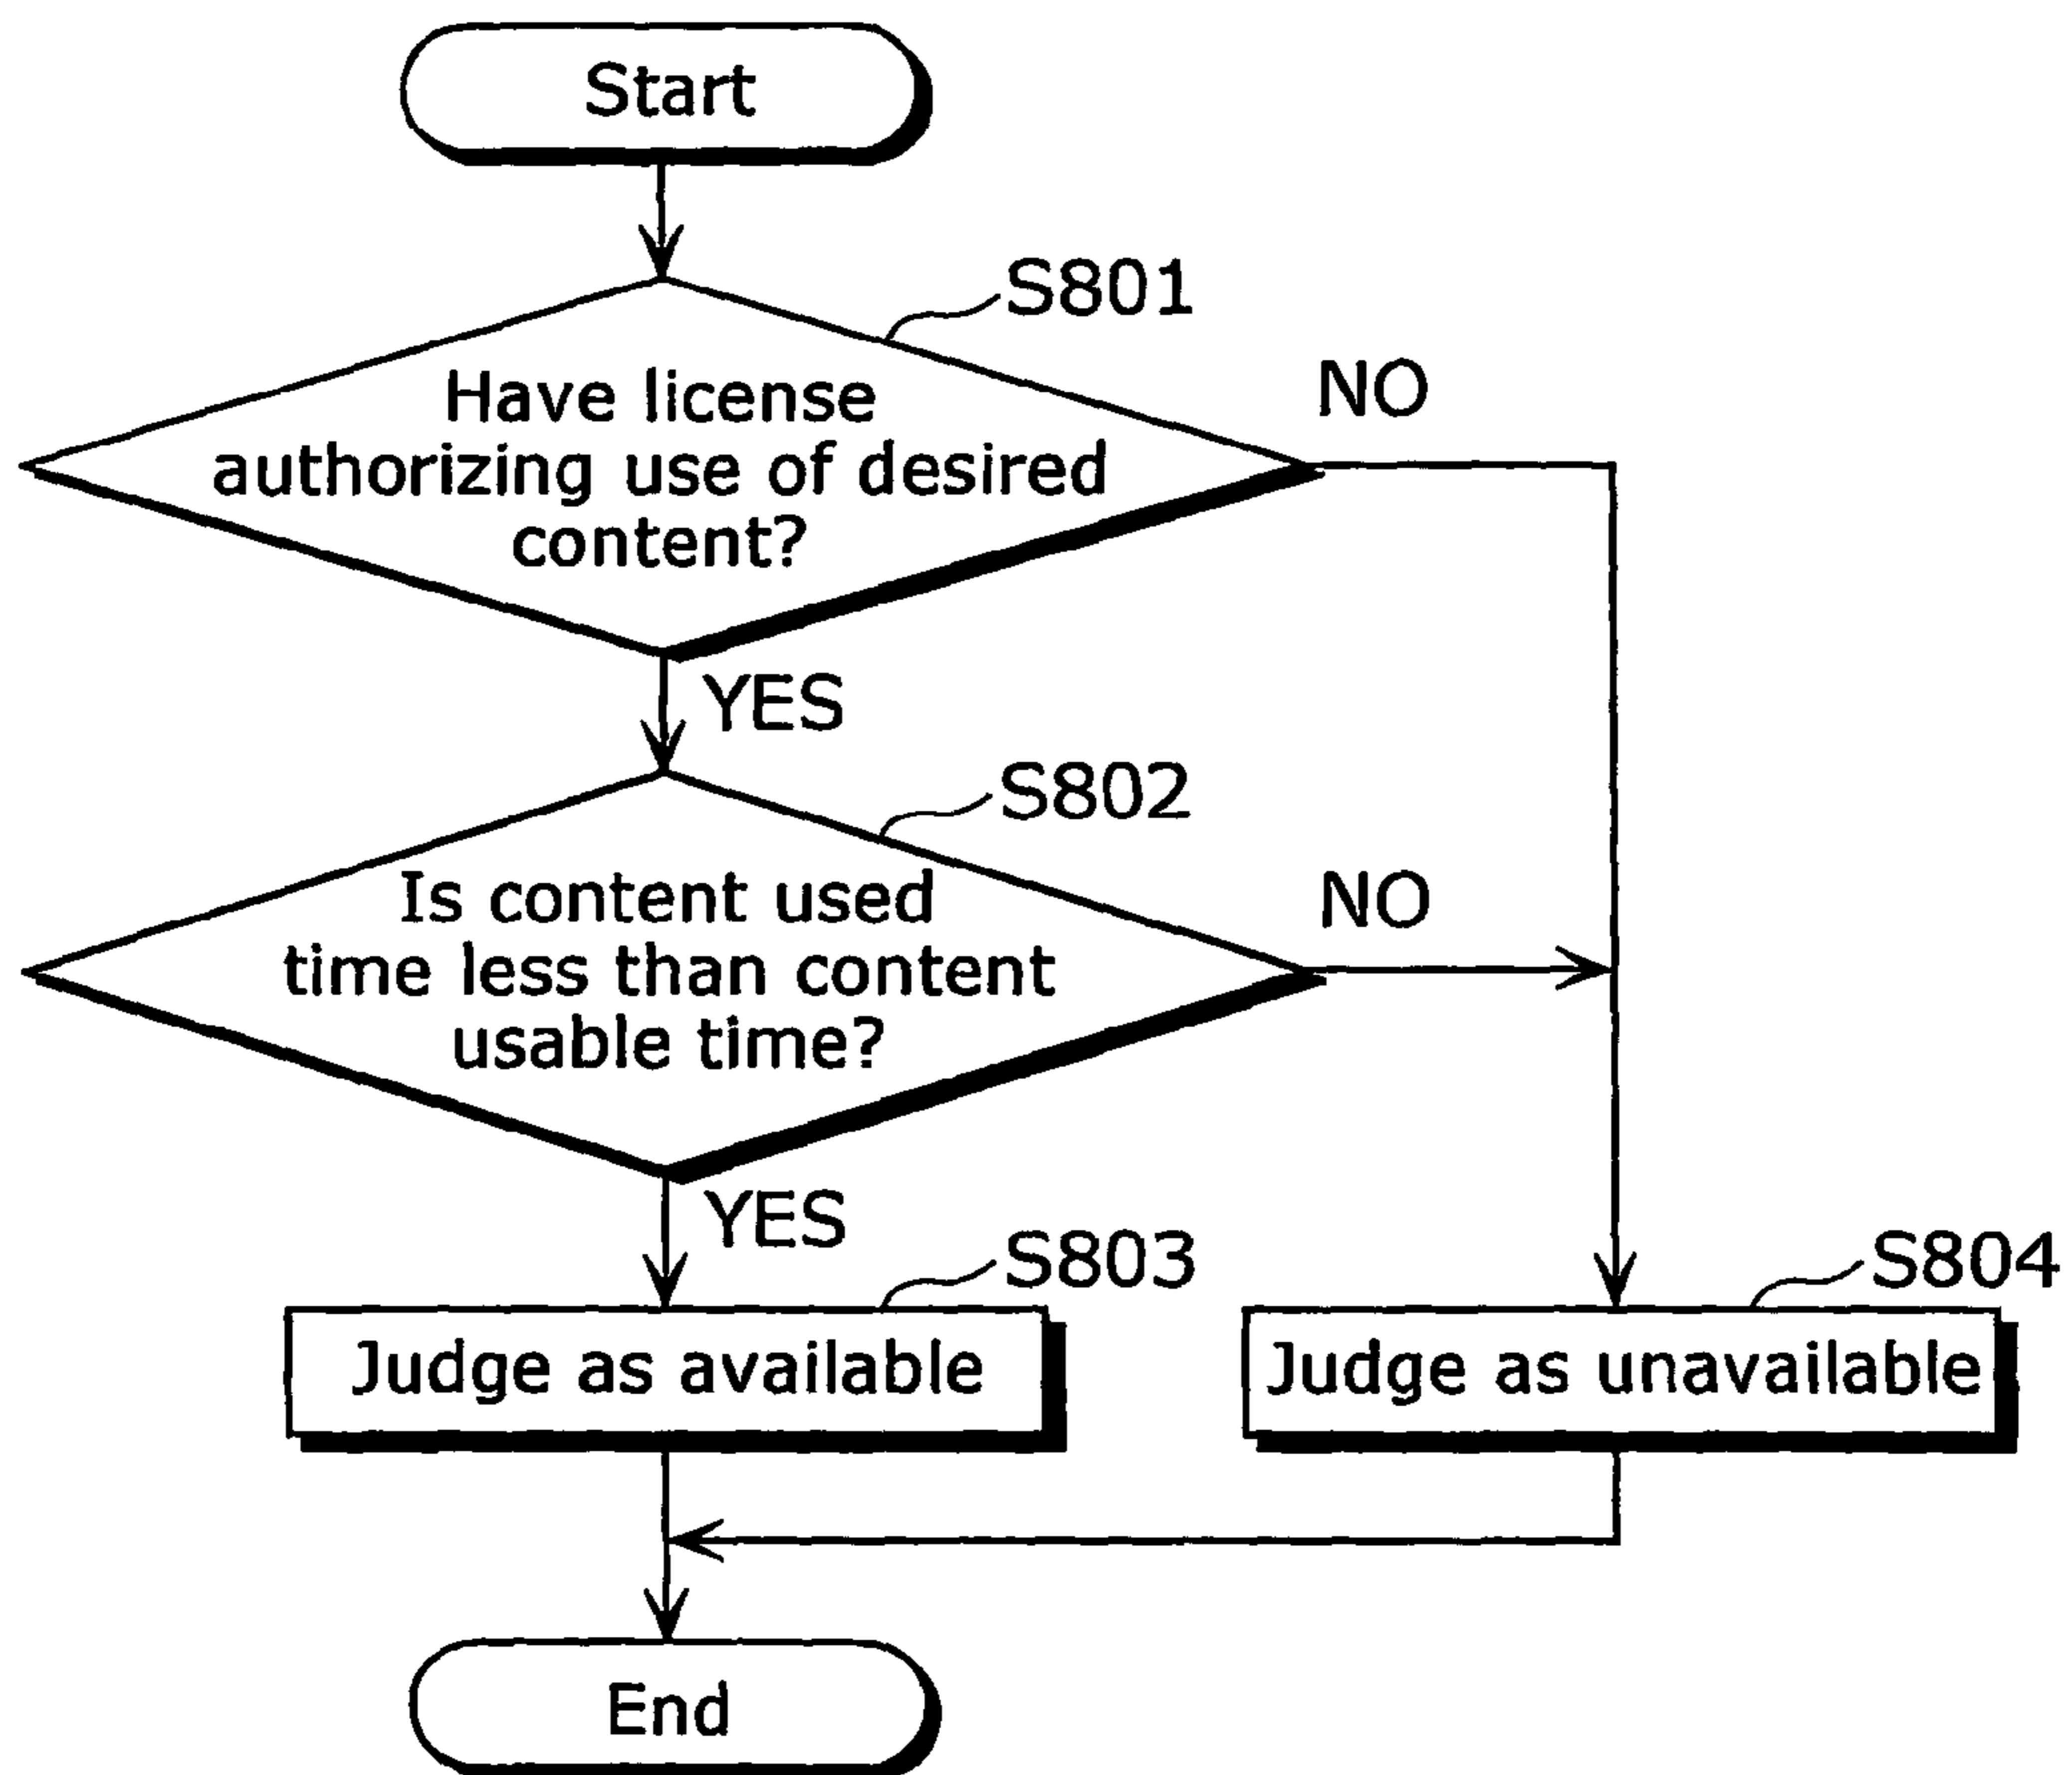 Start
S801
Have license
authorizing use of desired
content?
NO
YES
S802
Is content used
time less than content
usable time?
NO
YES
S803
Judge as available
S804
Judge as unavailable
End